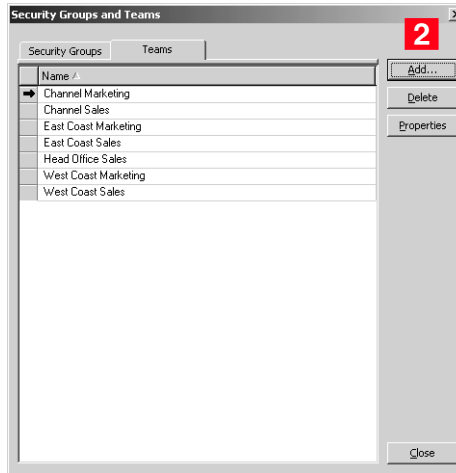 Security Groups and Teams
2
Security Groups
Teams
Add...
Name
Delete
Channel Marketing
Channel Sales
Properties
East Coast Marketing
East Coast Sales
Head Office Sales
West Coast Marketing
West Coast Sales
Close